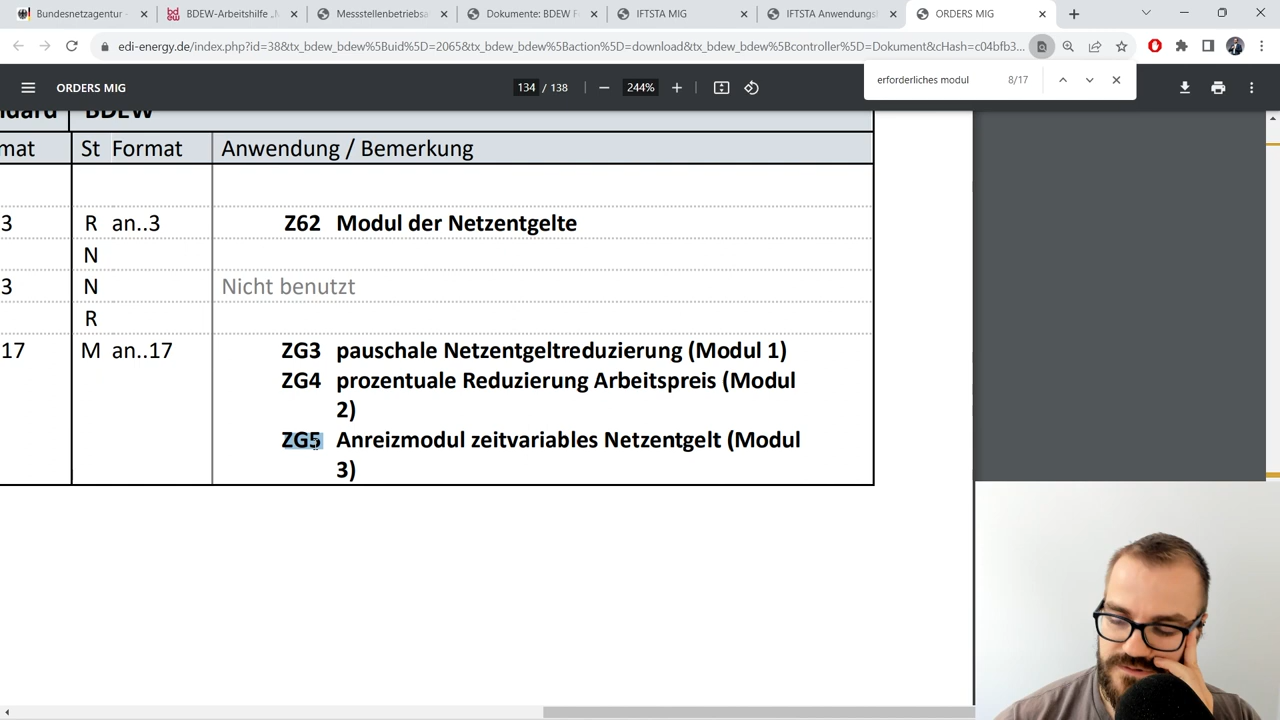 Bundesnetzagentur -
BDEW-Arbeitshilfe „
Messstellenbetriebsa
Dokumente: BDEW F
IFTSTA MIG
IFTSTA Anwendungs
ORDERS MIG
edi-energy.de/index.php?id=38&tx_bdew_bdew%5Buid%5D=2006&tx_bdew_bdew%5Baction%5D=download&tx_bdew_bdew%5Bcontroller%5D=Dokument&cHash=c04bfb3...
erforderliches modul 8/17
ORDERS MIG
134 / 138
244%
ndard BDEW
mat St Format Anwendung / Bemerkung
3 R an..3 Z62 Modul der Netzentgelte
N
3 N Nicht benutzt
R
17 M an..17 ZG3 pauschale Netzentgeltreduzierung (Modul 1)
ZG4 prozentuale Reduzierung Arbeitspreis (Modul
2)
ZG5 Anreizmodul zeitvariables Netzentgelt (Modul
3)